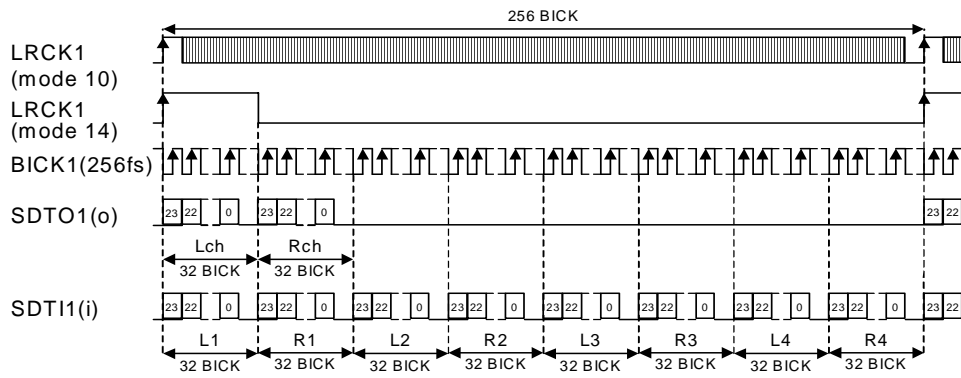 256 BICK
LRCK1
(mode 10)
LRCK1
(mode 14)
BICK1(256fs)
SDTO1(o)
23 22 0 23 22 0 23 22
Lch Rch
32 BICK 32 BICK
SDTI1(i)
23 22 0 23 22 0 23 22 0 23 22 0 23 22 0 23 22 0 23 22 0 23 22 0 23 22
L1 R1 L2 R2 L3 R3 L4 R4
32 BICK 32 BICK 32 BICK 32 BICK 32 BICK 32 BICK 32 BICK 32 BICK